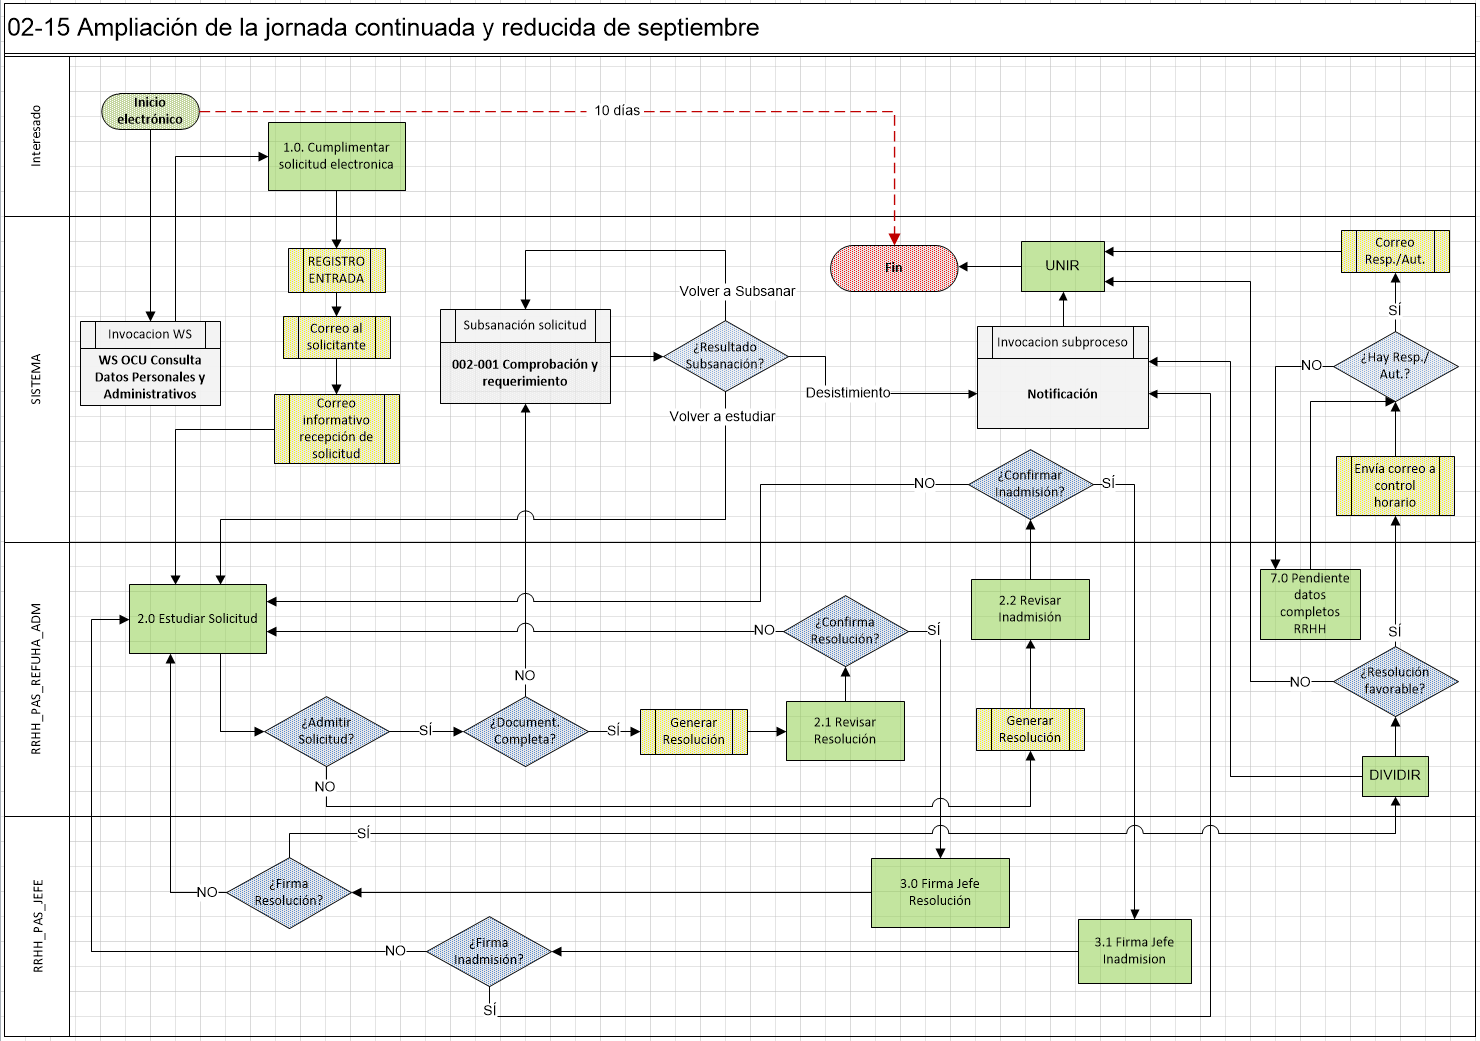 02-15 Ampliación de la jornada continuada y reducida de septiembre
Interesado
Inicio
electrónico
10 días
1.0. Cumplimentar
solicitud electronica
SISTEMA
REGISTRO
ENTRADA
Correo al
solicitante
Correo
informativo
recepción de
solicitud
Invocacion WS
WS OCU Consulta
Datos Personales y
Administrativos
Subsanación solicitud
002-001 Comprobación y
requerimiento
Volver a Subsanar
¿Resultado
Subsanación?
Volver a estudiar
Desistimiento
Fin
UNIR
Invocacion subproceso
Notificación
Correo
Resp./Aut.
SÍ
¿Hay Resp./
Aut.?
NO
Envía correo a
control
horario
¿Confirmar
Inadmisión?
NO
SÍ
RRHH_PAS_REFUHA_ADM
2.0 Estudiar Solicitud
¿Admitir
Solicitud?
SÍ
NO
¿Document.
Completa?
NO
SÍ
Generar
Resolución
2.1 Revisar
Resolución
¿Confirma
Resolución?
NO
SÍ
2.2 Revisar
Inadmisión
Generar
Resolución
7.0 Pendiente
datos
completos
RRHH
SÍ
¿Resolución
favorable?
NO
DIVIDIR
RRHH_PAS_JEFE
SÍ
¿Firma
Resolución?
NO
3.0 Firma Jefe
Resolución
¿Firma
Inadmisión?
NO
SÍ
3.1 Firma Jefe
Inadmision